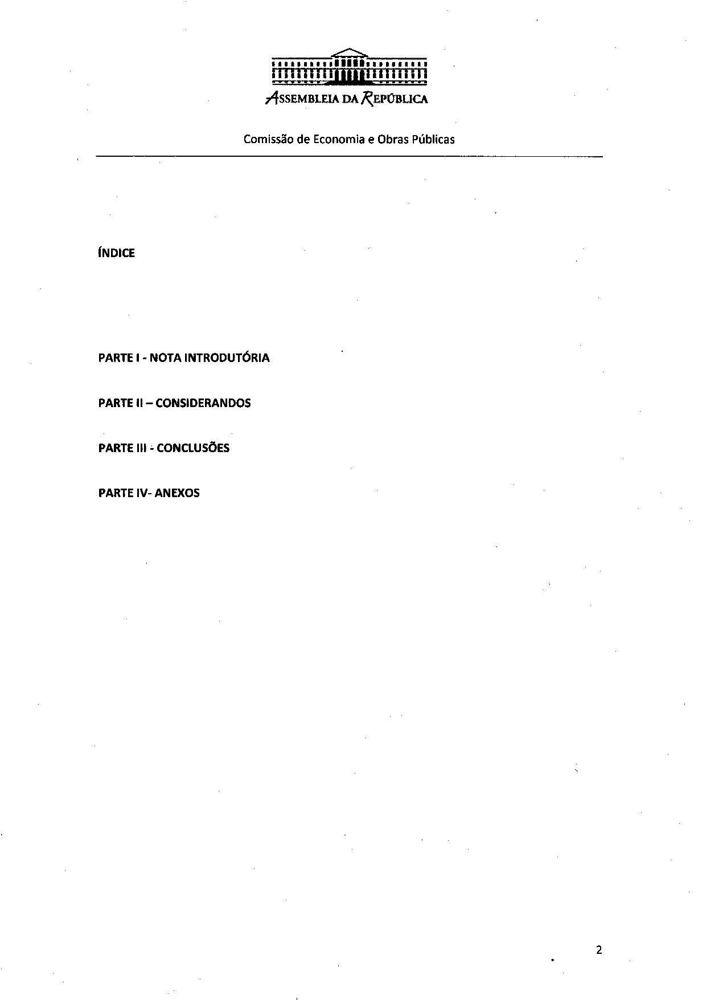 ASSEMBLEIA DA REPÚBLICA
Comissão de Economia e Obras Públicas
ÍNDICE
PARTE I - NOTA INTRODUTÓRIA
PARTE II – CONSIDERANDOS
PARTE III - CONCLUSÕES
PARTE IV- ANEXOS
2